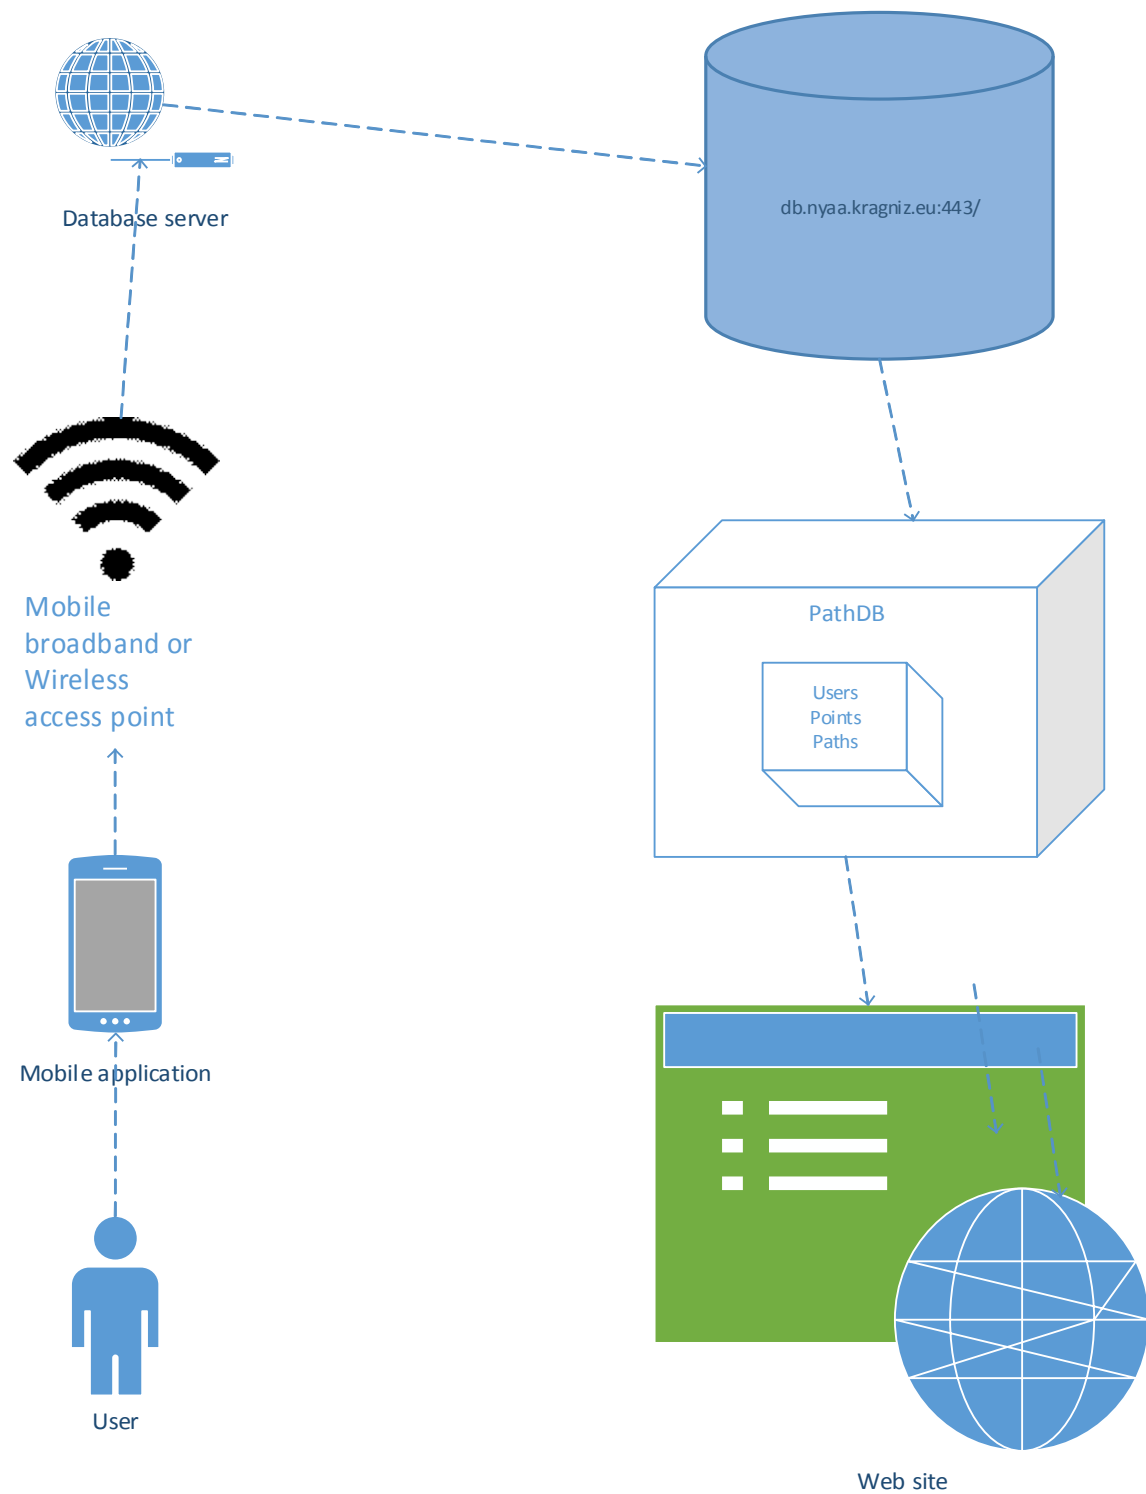 Database server
db.nyaa.kragniz.eu:443/
Mobile
broadband or
Wireless
access point
PathDB
Users
Points
Paths
Mobile application
User
Web site